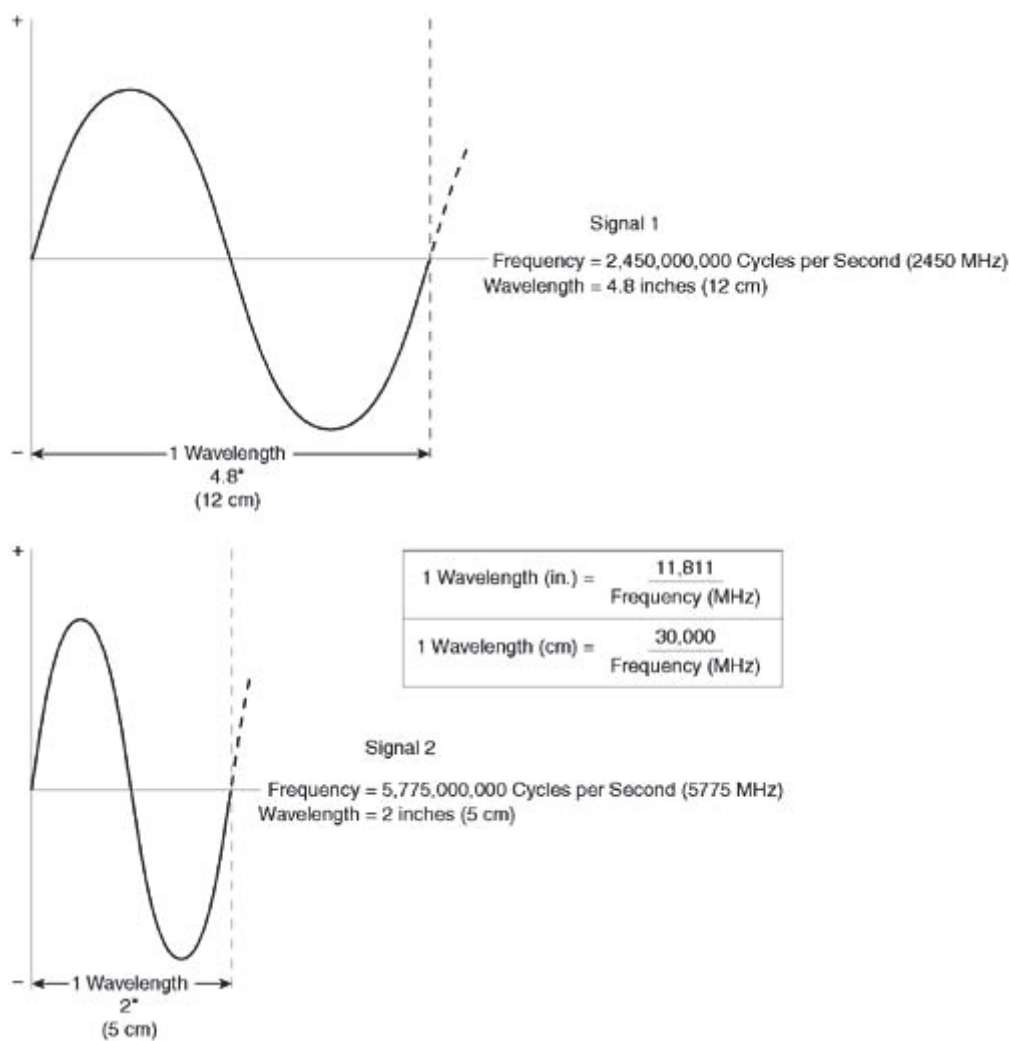 +
Signal 1
Frequency = 2,450,000,000 Cycles per Second (2450 MHz)
Wavelength = 4.8 inches (12 cm)
−
1 Wavelength
4.8"
(12 cm)
+
1 Wavelength (in.) = 11,811
Frequency (MHz)
1 Wavelength (cm) = 30,000
Frequency (MHz)
Signal 2
Frequency = 5,775,000,000 Cycles per Second (5775 MHz)
Wavelength = 2 inches (5 cm)
−
1 Wavelength
2"
(5 cm)